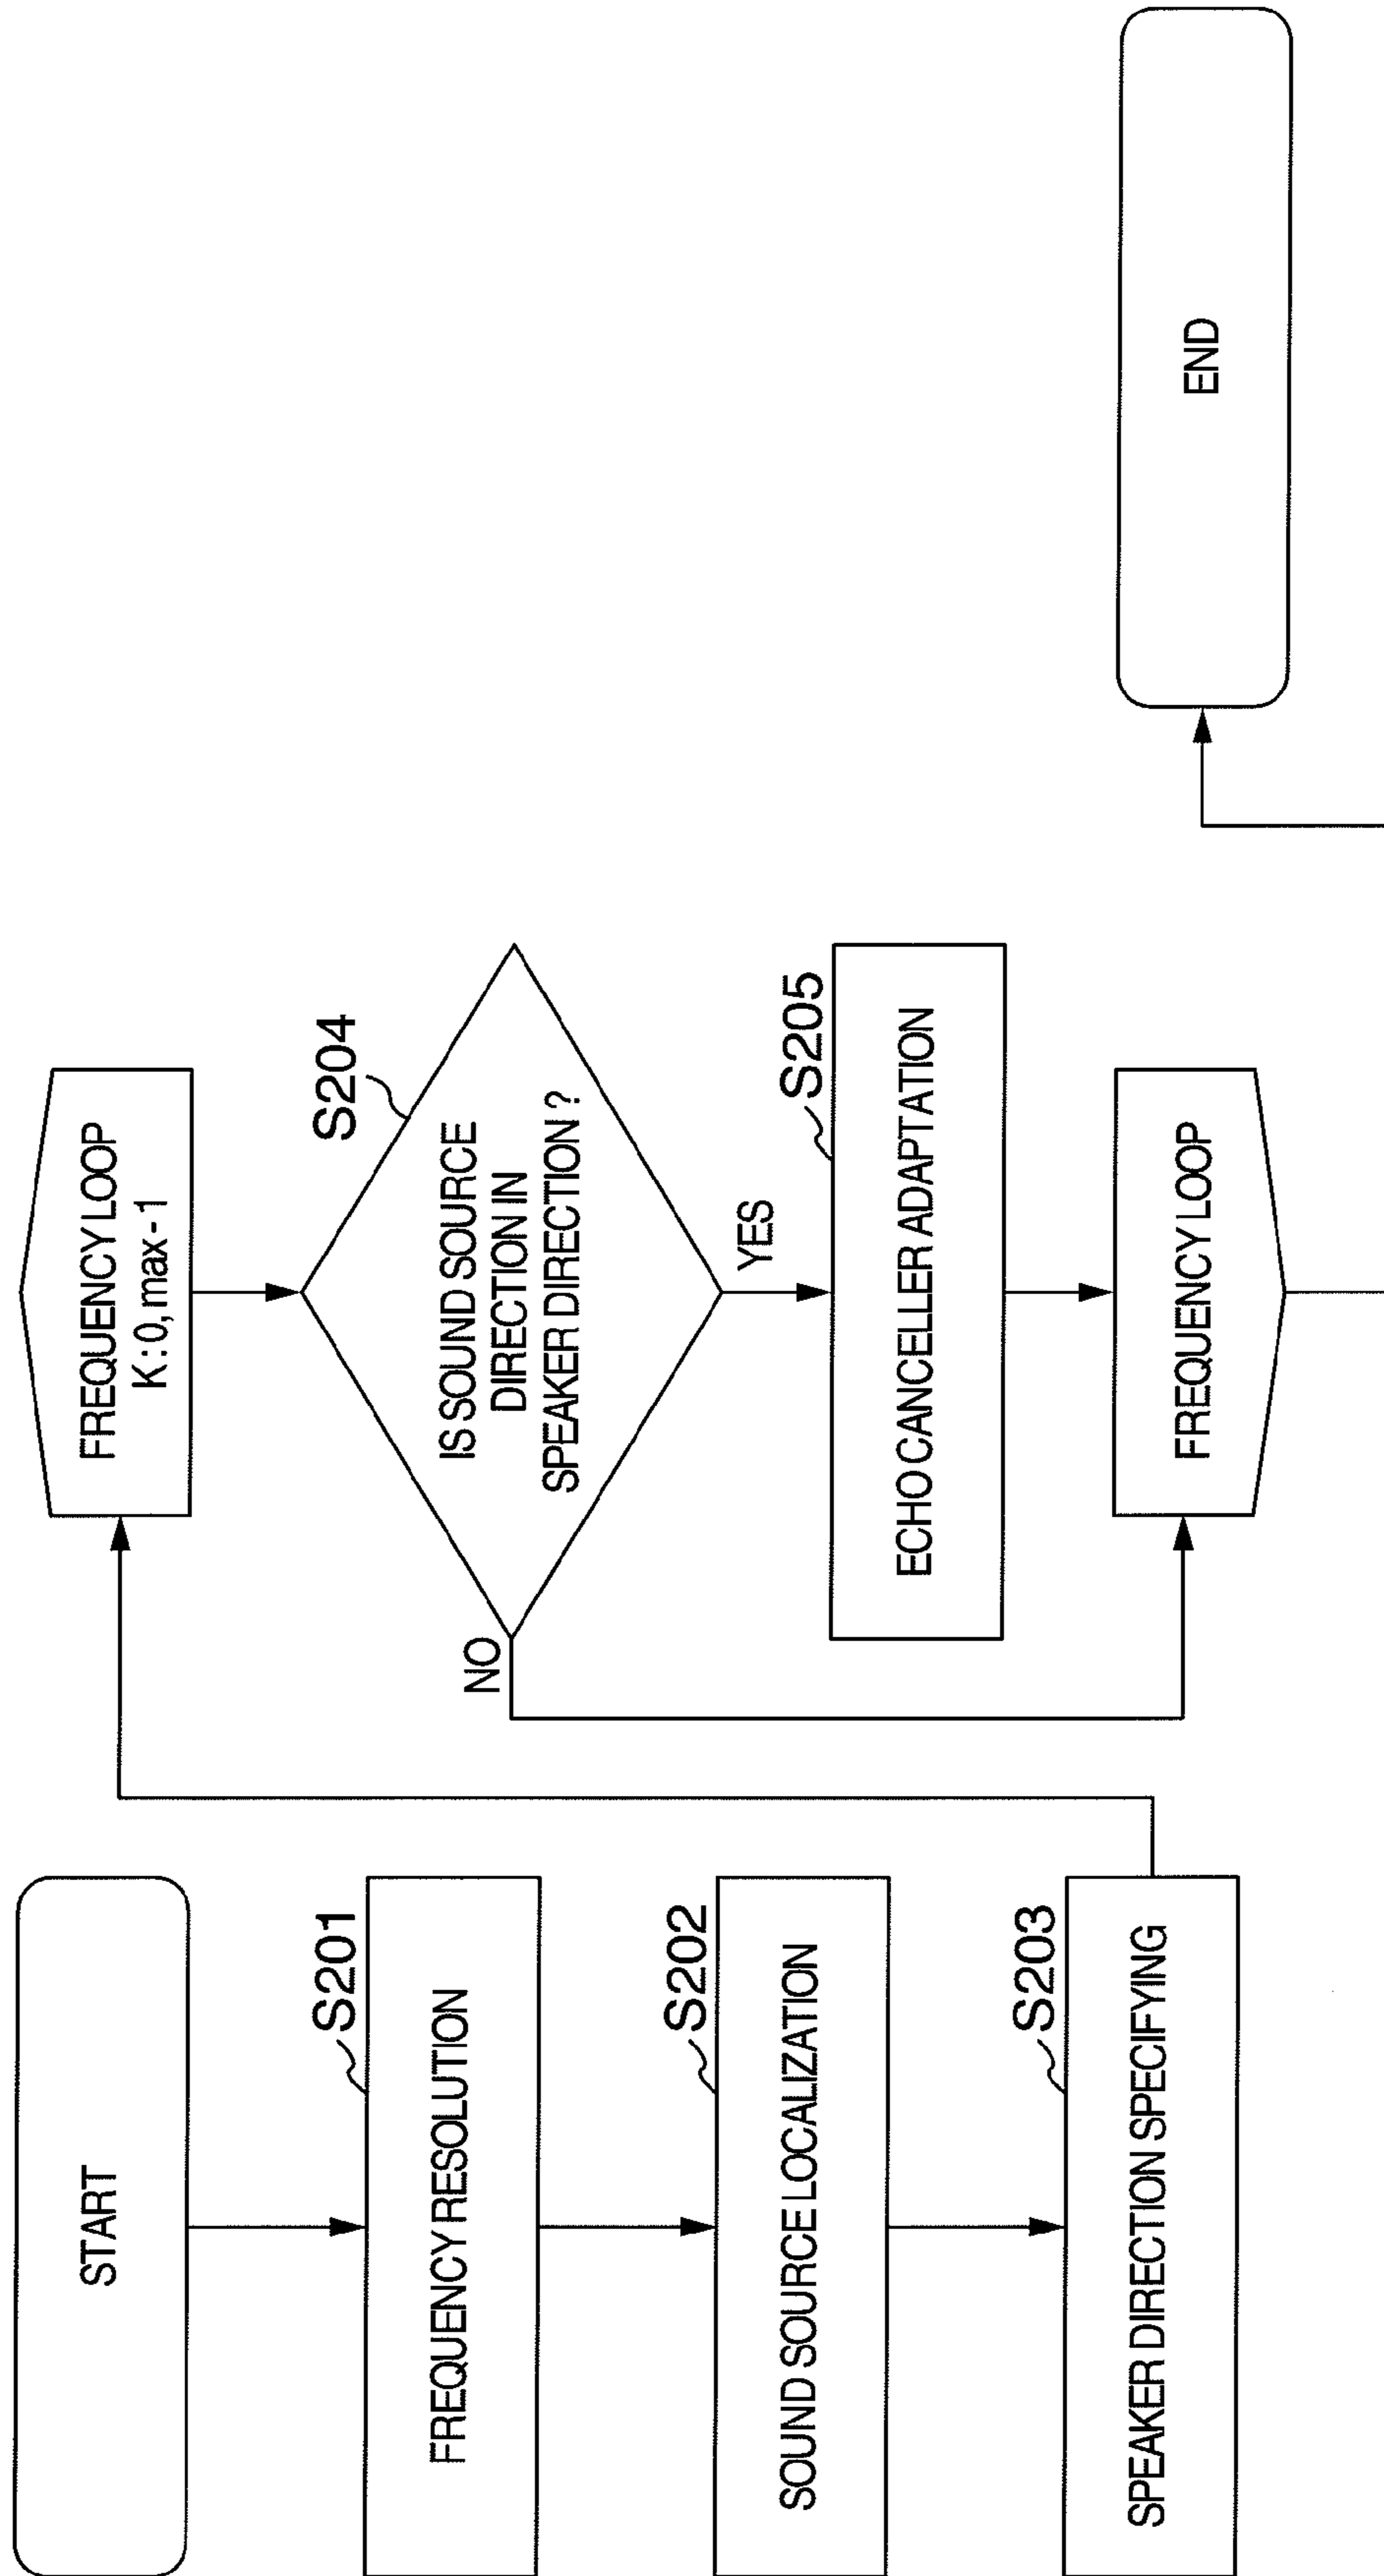 START
S201
FREQUENCY RESOLUTION
S202
SOUND SOURCE LOCALIZATION
S203
SPEAKER DIRECTION SPECIFYING
FREQUENCY LOOP
K:0,max-1
S204
IS SOUND SOURCE
DIRECTION IN
SPEAKER DIRECTION ?
NO
YES
S205
ECHO CANCELLER ADAPTATION
FREQUENCY LOOP
END